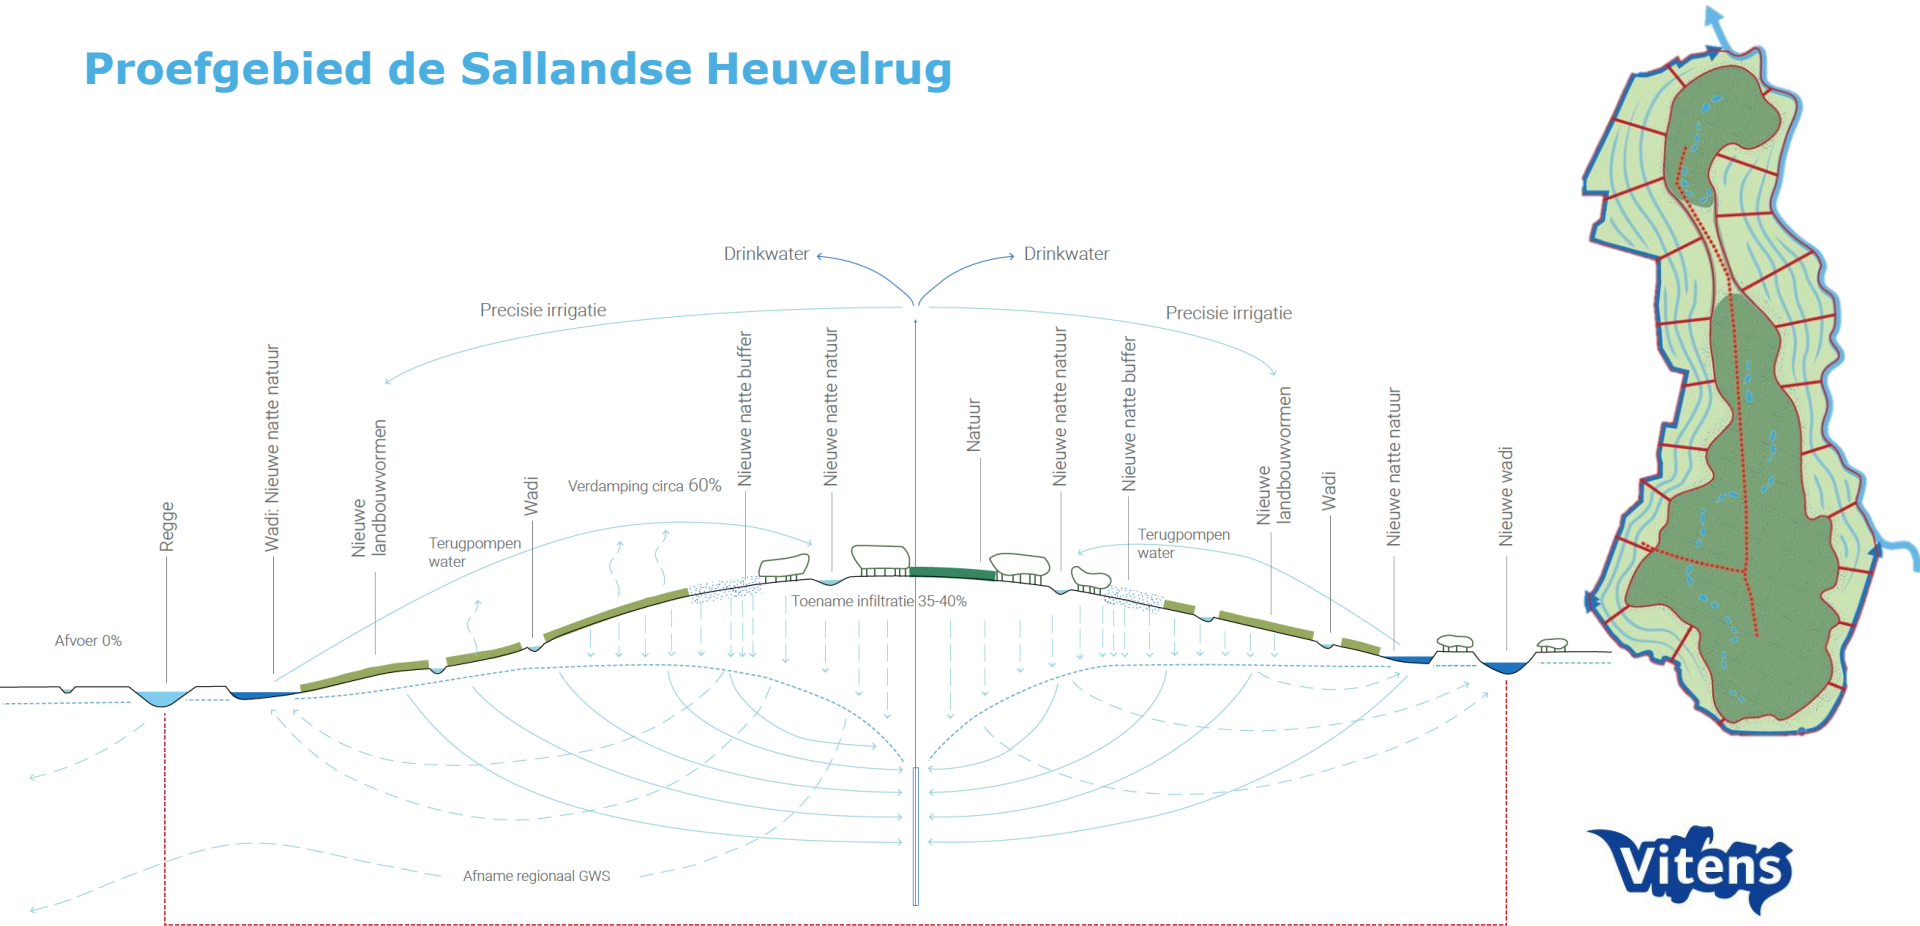 Proefgebied de Sallandse Heuvelrug
Drinkwater
Drinkwater
Precisie irrigatie
Precisie irrigatie
Regge
Wadi: Nieuwe natte natuur
Nieuwe
landbouwvormen
Wadi
Nieuwe natte buffer
Nieuwe natte natuur
Natuur
Nieuwe natte natuur
Nieuwe natte buffer
Nieuwe
landbouwvormen
Wadi
Nieuwe natte natuur
Nieuwe wadi
Verdamping circa 60%
Terugpompen
water
Terugpompen
water
Toename infiltratie 35-40%
Afvoer 0%
Afname regionaal GWS
Vitens